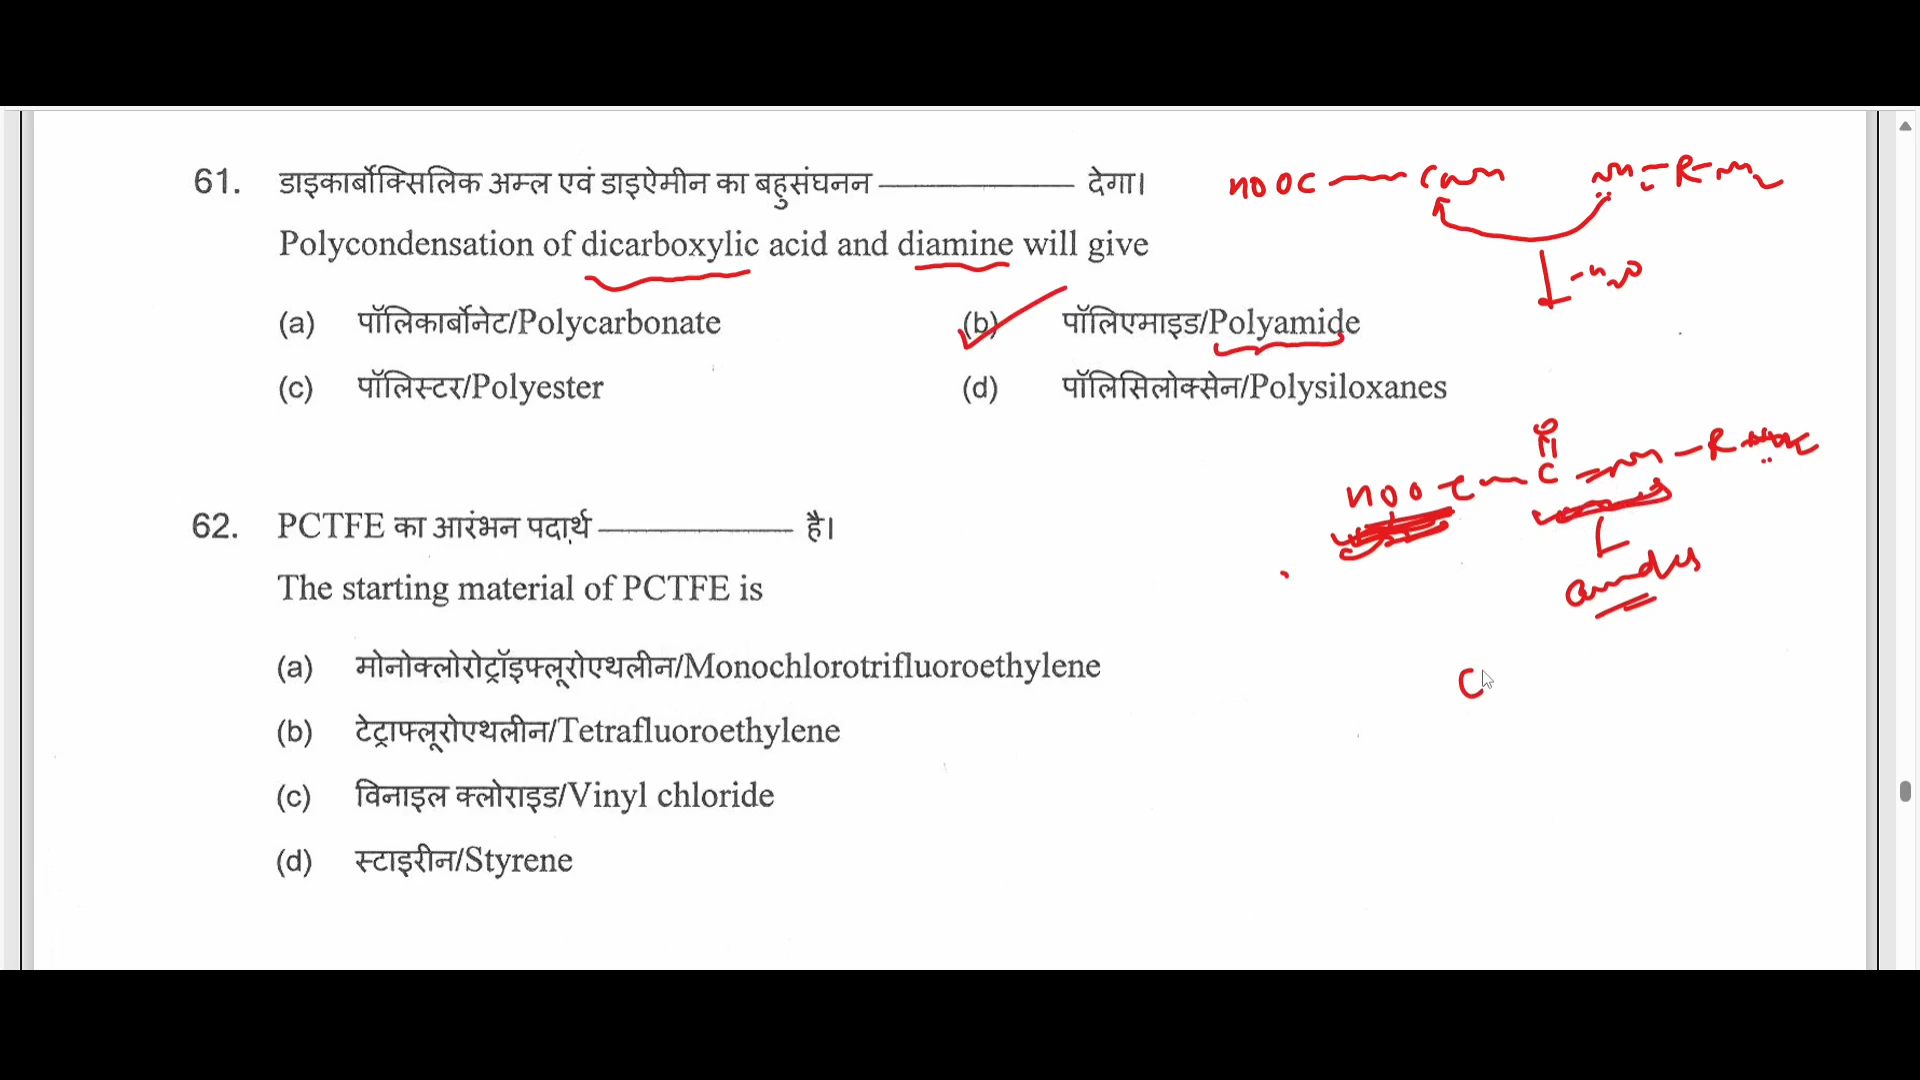 61. डाइकार्बोक्सिलिक अम्ल एवं डाइऐमीन का बहुसंघनन ____________ देगा।
Polycondensation of dicarboxylic acid and diamine will give
(a) पॉलिकार्बोनेट/Polycarbonate (b) पॉलिएमाइड/Polyamide
(c) पॉलिस्टर/Polyester (d) पॉलिसिलोक्सेन/Polysiloxanes
62. PCTFE का आरंभन पदार्थ ____________ है।
The starting material of PCTFE is
(a) मोनोक्लोरोट्रॉइफ्लूरोएथलीन/Monochlorotrifluoroethylene
(b) टेट्राफ्लूरोएथलीन/Tetrafluoroethylene
(c) विनाइल क्लोराइड/Vinyl chloride
(d) स्टाइरीन/Styrene
C